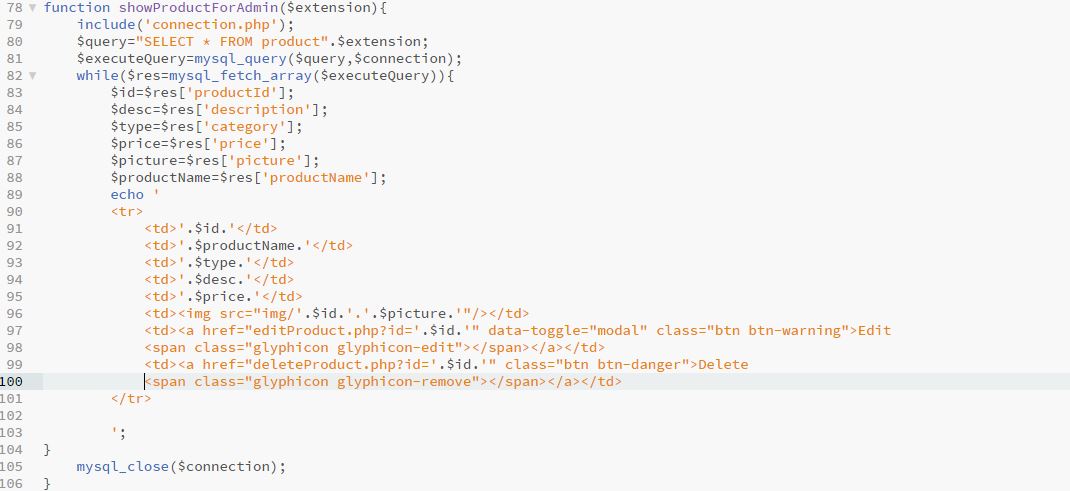 78 function showProductForAdmin($extension){
79     include('connection.php');
80     $query="SELECT * FROM product".$extension;
81     $executeQuery=mysql_query($query,$connection);
82     while($res=mysql_fetch_array($executeQuery)){
83         $id=$res['productId'];
84         $desc=$res['description'];
85         $type=$res['category'];
86         $price=$res['price'];
87         $picture=$res['picture'];
88         $productName=$res['productName'];
89         echo '
90         <tr>
91             <td>'.$id.'</td>
92             <td>'.$productName.'</td>
93             <td>'.$type.'</td>
94             <td>'.$desc.'</td>
95             <td>'.$price.'</td>
96             <td><img src="img/'.$id.'.'.$picture.'"/></td>
97             <td><a href="editProduct.php?id='.$id.'" data-toggle="modal" class="btn btn-warning">Edit
98             <span class="glyphicon glyphicon-edit"></span></a></td>
99             <td><a href="deleteProduct.php?id='.$id.'" class="btn btn-danger">Delete
100             <span class="glyphicon glyphicon-remove"></span></a></td>
101         </tr>
102
103         ';
104 }
105     mysql_close($connection);
106 }